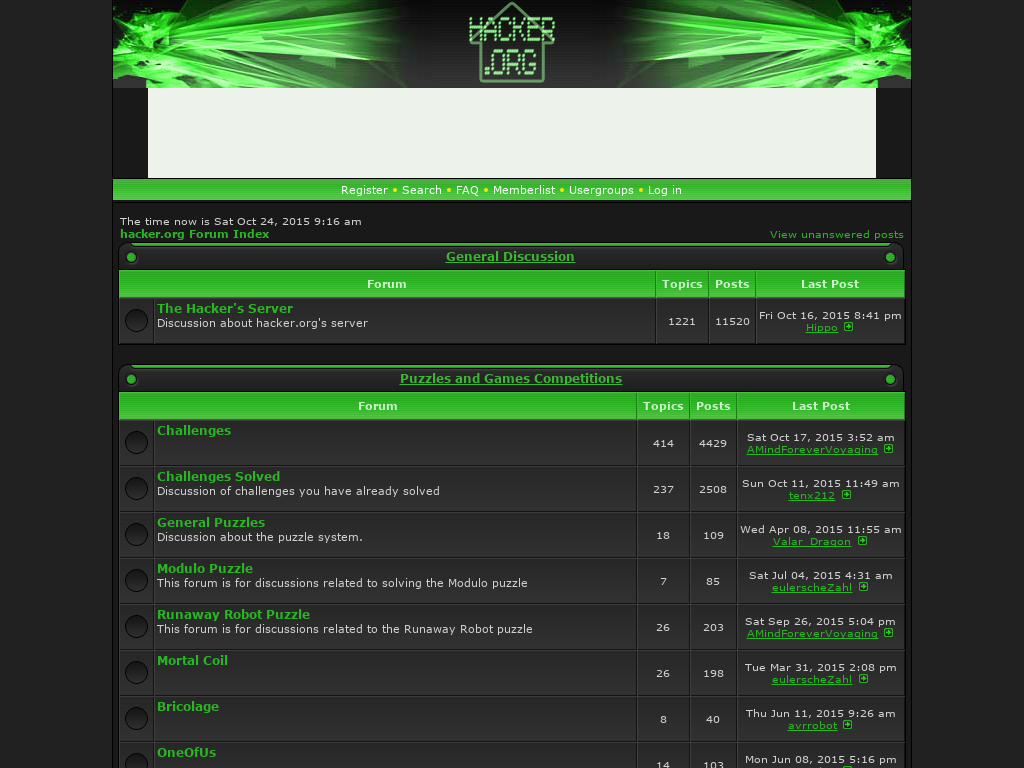 HACKER
.ORG
Register • Search • FAQ • Memberlist • Usergroups • Log in
The time now is Sat Oct 24, 2015 9:16 am
hacker.org Forum Index
View unanswered posts
General Discussion
Forum Topics Posts Last Post
The Hacker's Server
Discussion about hacker.org's server
1221 11520
Fri Oct 16, 2015 8:41 pm
Hippo
Puzzles and Games Competitions
Forum Topics Posts Last Post
Challenges
414 4429
Sat Oct 17, 2015 3:52 am
AMindForeverVoyaging
Challenges Solved
Discussion of challenges you have already solved
237 2508
Sun Oct 11, 2015 11:49 am
tenx212
General Puzzles
Discussion about the puzzle system.
18 109
Wed Apr 08, 2015 11:55 am
Valar_Dragon
Modulo Puzzle
This forum is for discussions related to solving the Modulo puzzle
7 85
Sat Jul 04, 2015 4:31 am
eulerscheZahl
Runaway Robot Puzzle
This forum is for discussions related to the Runaway Robot puzzle
26 203
Sat Sep 26, 2015 5:04 pm
AMindForeverVoyaging
Mortal Coil
26 198
Tue Mar 31, 2015 2:08 pm
eulerscheZahl
Bricolage
8 40
Thu Jun 11, 2015 9:26 am
avrrobot
OneOfUs
14 103
Mon Jun 08, 2015 5:16 pm